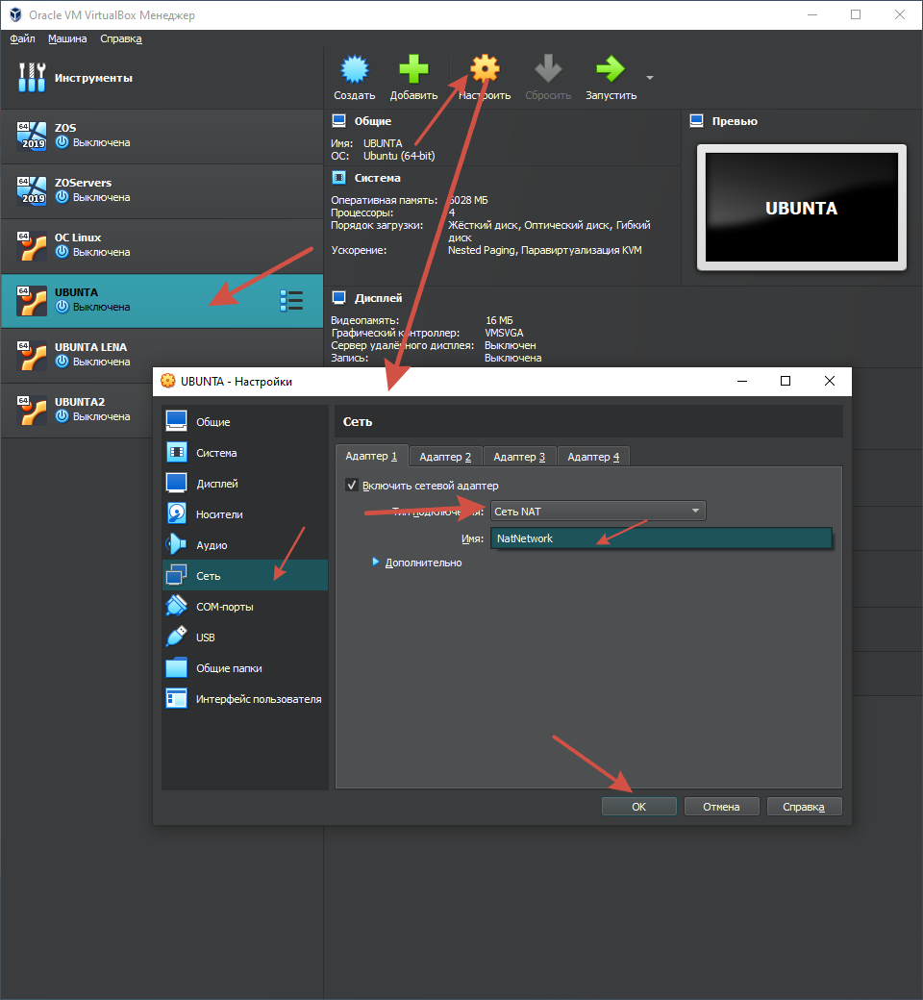 Oracle VM VirtualBox Менеджер
Файл Машина Справка
Инструменты
Создать Добавить Настроить Сбросить Запустить
64 2019 ZOS
Выключена
64 2019 ZOServers
Выключена
64 OC Linux
Выключена
64 UBUNTA
Выключена
64 UBUNTA LENA
Выключена
64 UBUNTA2
Выключена
Общие
Имя: UBUNTA
ОС: Ubuntu (64-bit)
Система
Оперативная память: 6028 МБ
Процессоры: 4
Порядок загрузки: Жёсткий диск, Оптический диск, Гибкий
диск
Ускорение: Nested Paging, Паравиртуализация KVM
Дисплей
Видеопамять: 16 МБ
Графический контроллер: VMSVGA
Сервер удалённого дисплея: Выключен
Запись: Выключена
Превью
UBUNTA
UBUNTA - Настройки
Общие
Система
Дисплей
Носители
Аудио
Сеть
COM-порты
USB
Общие папки
Интерфейс пользователя
Сеть
Адаптер 1 Адаптер 2 Адаптер 3 Адаптер 4
Включить сетевой адаптер
Тип подключения: Сеть NAT
Имя: NatNetwork
Дополнительно
OK Отмена Справка